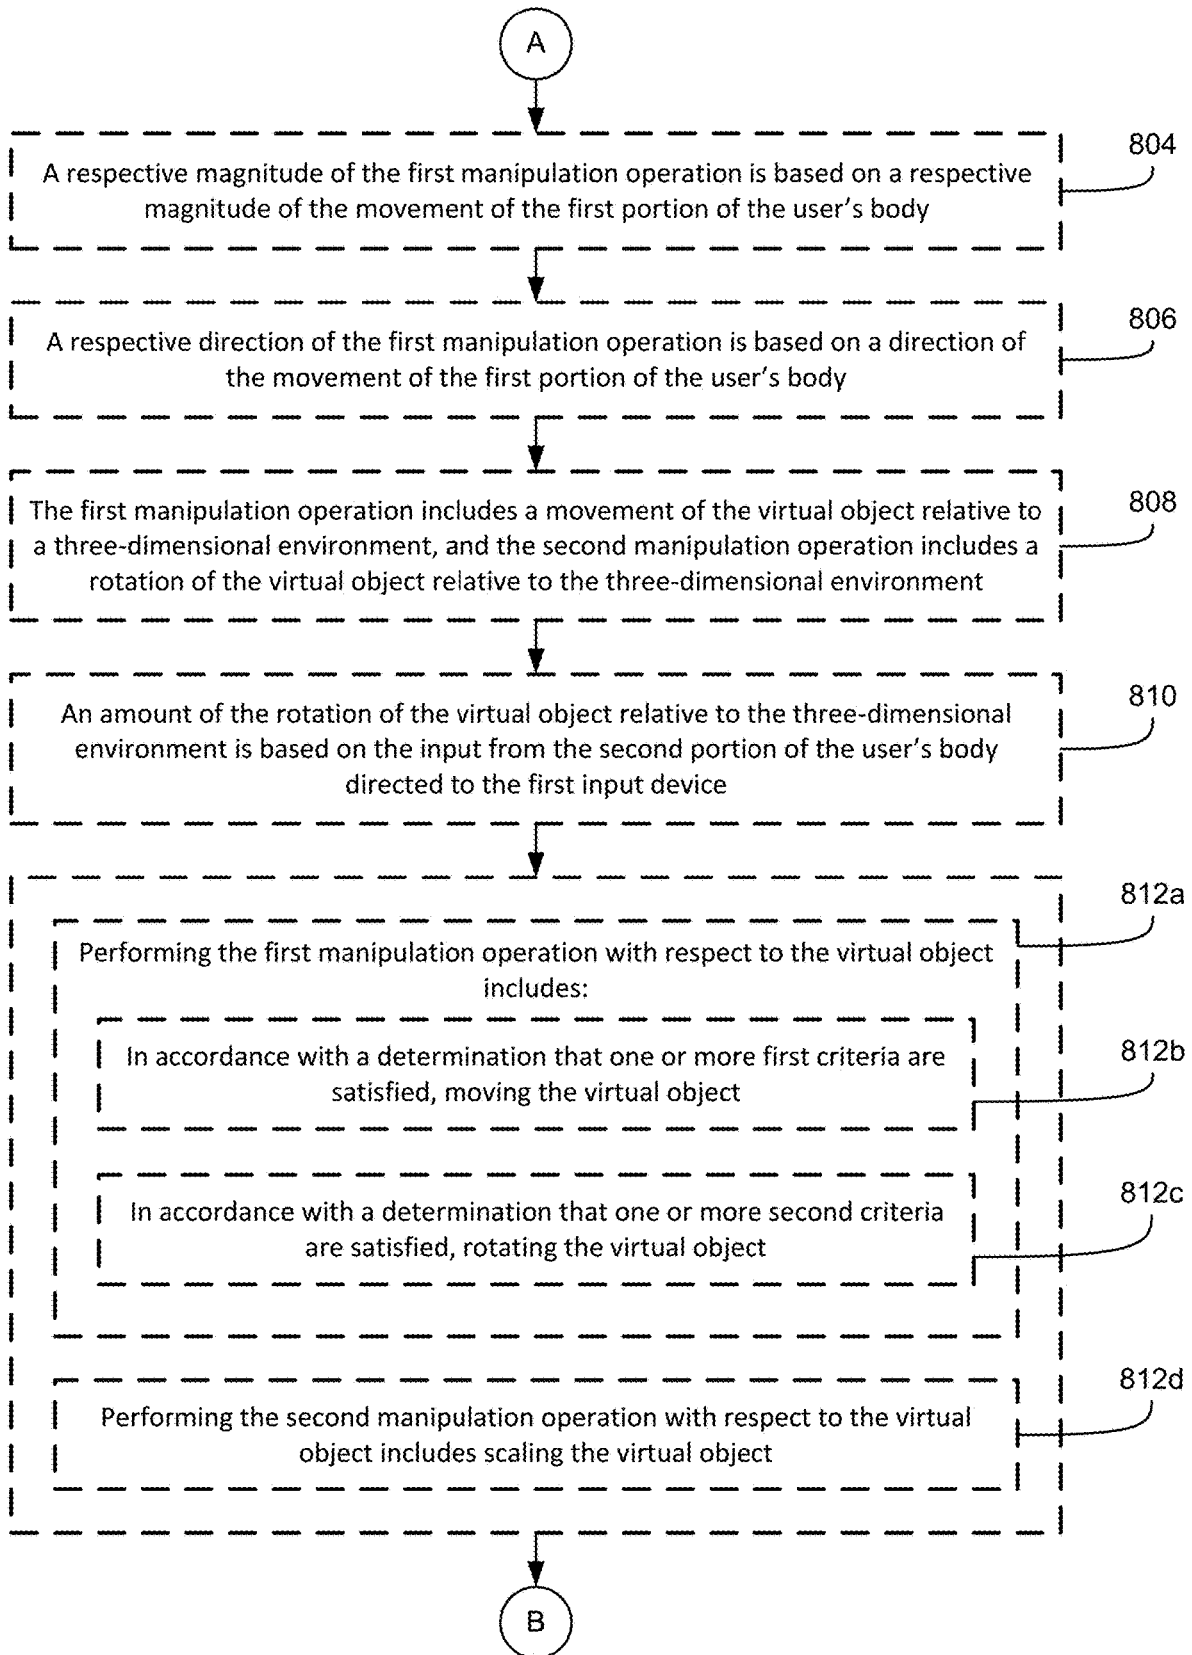 A
804
A respective magnitude of the first manipulation operation is based on a respective
magnitude of the movement of the first portion of the user's body
806
A respective direction of the first manipulation operation is based on a direction of
the movement of the first portion of the user's body
808
The first manipulation operation includes a movement of the virtual object relative to
a three-dimensional environment, and the second manipulation operation includes a
rotation of the virtual object relative to the three-dimensional environment
810
An amount of the rotation of the virtual object relative to the three-dimensional
environment is based on the input from the second portion of the user's body
directed to the first input device
812a
Performing the first manipulation operation with respect to the virtual object
includes:
812b
In accordance with a determination that one or more first criteria are
satisfied, moving the virtual object
812c
In accordance with a determination that one or more second criteria
are satisfied, rotating the virtual object
812d
Performing the second manipulation operation with respect to the virtual
object includes scaling the virtual object
B